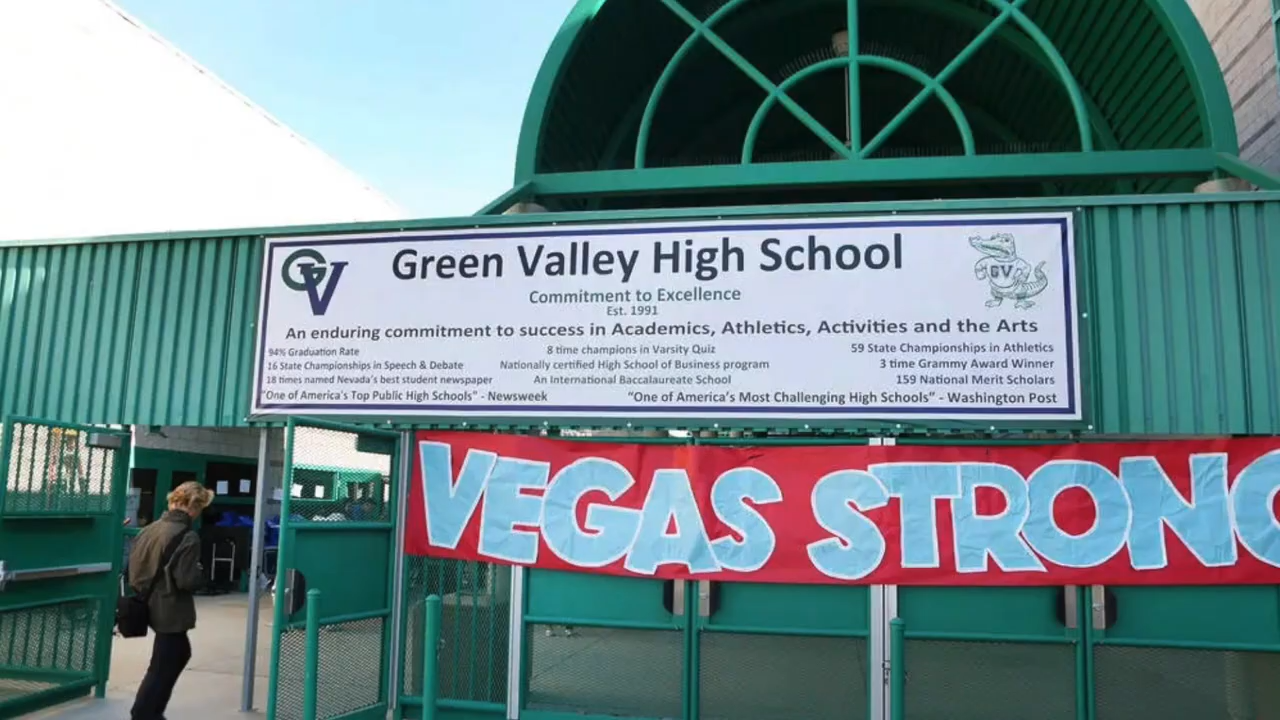 GV
Green Valley High School
GV
Commitment to Excellence
Est. 1991
An enduring commitment to success in Academics, Athletics, Activities and the Arts
94% Graduation Rate
8 time champions in Varsity Quiz
59 State Championships in Athletics
16 State Championships in Speech & Debate
Nationally certified High School of Business program
3 time Grammy Award Winner
18 times named Nevada's best student newspaper
An International Baccalaureate School
159 National Merit Scholars
"One of America's Top Public High Schools" - Newsweek
"One of America's Most Challenging High Schools" - Washington Post
VEGAS STRONG